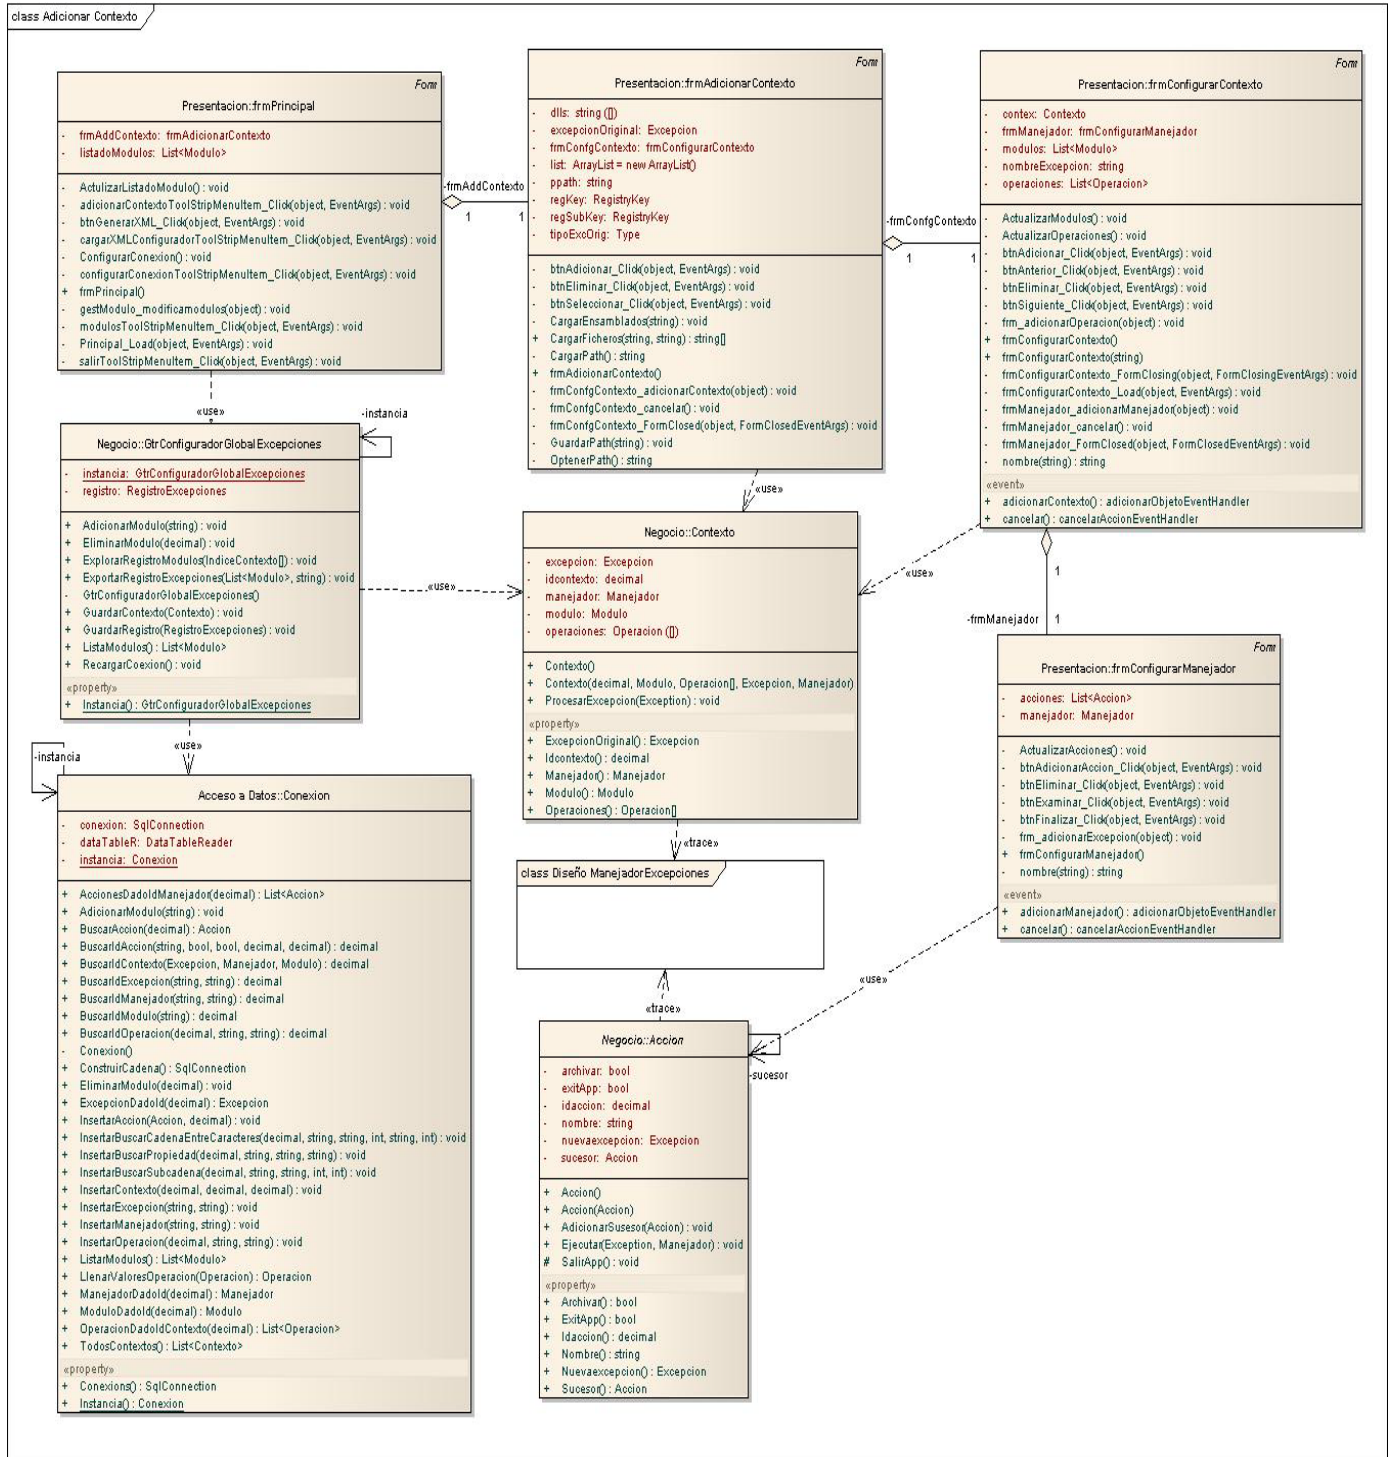 class Adicionar Contexto
Form
Presentacion::frmPrincipal
- frmAddContexto: frmAdicionarContexto
- listadoModulos: List<Modulo>
- ActulizarListadoModulo() : void
- adicionarContextoToolStripMenuItem_Click(object, EventArgs) : void
- btnGenerarXML_Click(object, EventArgs) : void
- cargarXMLConfiguradorToolStripMenuItem_Click(object, EventArgs) : void
- ConfigurarConexion() : void
- configurarConexionToolStripMenuItem_Click(object, EventArgs) : void
+ frmPrincipal()
- gestModulo_modificamodulos(object) : void
- modulosToolStripMenuItem_Click(object, EventArgs) : void
- Principal_Load(object, EventArgs) : void
- salirToolStripMenuItem_Click(object, EventArgs) : void
-frmAddContexto
1
1
Form
Presentacion::frmAdicionarContexto
- dlls: string ([])
- excepcionOriginal: Excepcion
- frmConfgContexto: frmConfigurarContexto
- list: ArrayList = new ArrayList()
- ppath: string
- regKey: RegistryKey
- regSubKey: RegistryKey
- tipoExcOrig: Type
- btnAdicionar_Click(object, EventArgs) : void
- btnEliminar_Click(object, EventArgs) : void
- btnSeleccionar_Click(object, EventArgs) : void
- CargarEnsamblados(string) : void
+ CargarFicheros(string, string) : string[]
- CargarPath() : string
+ frmAdicionarContexto()
- frmConfgContexto_adicionarContexto(object) : void
- frmConfgContexto_cancelar() : void
- frmConfgContexto_FormClosed(object, FormClosedEventArgs) : void
- GuardarPath(string) : void
- OptenerPath() : string
-frmConfgContexto
1
1
Form
Presentacion::frmConfigurarContexto
- contex: Contexto
- frmManejador: frmConfigurarManejador
- modulos: List<Modulo>
- nombreExcepcion: string
- operaciones: List<Operacion>
- ActualizarModulos() : void
- ActualizarOperaciones() : void
- btnAdicionar_Click(object, EventArgs) : void
- btnAnterior_Click(object, EventArgs) : void
- btnEliminar_Click(object, EventArgs) : void
- btnSiguiente_Click(object, EventArgs) : void
- frm_adicionarOperacion(object) : void
+ frmConfigurarContexto()
+ frmConfigurarContexto(string)
- frmConfigurarContexto_FormClosing(object, FormClosingEventArgs) : void
- frmConfigurarContexto_Load(object, EventArgs) : void
- frmManejador_adicionarManejador(object) : void
- frmManejador_cancelar() : void
- frmManejador_FormClosed(object, FormClosedEventArgs) : void
- nombre(string) : string
«event»
+ adicionarContexto() : adicionarObjetoEventHandler
+ cancelar() : cancelarAccionEventHandler
«use»
-instancia
Negocio::GtrConfiguradorGlobalExcepciones
- instancia: GtrConfiguradorGlobalExcepciones
- registro: RegistroExcepciones
+ AdicionarModulo(string) : void
+ EliminarModulo(decimal) : void
+ ExplorarRegistroModulos(IndiceContexto[]) : void
+ ExportarRegistroExcepciones(List<Modulo>, string) : void
- GtrConfiguradorGlobalExcepciones()
+ GuardarContexto(Contexto) : void
+ GuardarRegistro(RegistroExcepciones) : void
+ ListaModulos() : List<Modulo>
+ RecargarCoexion() : void
«property»
+ Instancia() : GtrConfiguradorGlobalExcepciones
«use»
«use»
«use»
Negocio::Contexto
- excepcion: Excepcion
- idcontexto: decimal
- manejador: Manejador
- modulo: Modulo
- operaciones: Operacion ([])
+ Contexto()
+ Contexto(decimal, Modulo, Operacion[], Excepcion, Manejador)
+ ProcesarExcepcion(Exception) : void
«property»
+ ExcepcionOriginal() : Excepcion
+ Idcontexto() : decimal
+ Manejador() : Manejador
+ Modulo() : Modulo
+ Operaciones() : Operacion[]
1
-frmManejador 1
Form
Presentacion::frmConfigurarManejador
- acciones: List<Accion>
- manejador: Manejador
- ActualizarAcciones() : void
- btnAdicionarAccion_Click(object, EventArgs) : void
- btnEliminar_Click(object, EventArgs) : void
- btnExaminar_Click(object, EventArgs) : void
- btnFinalizar_Click(object, EventArgs) : void
- frm_adicionarExcepcion(object) : void
+ frmConfigurarManejador()
- nombre(string) : string
«event»
+ adicionarManejador() : adicionarObjetoEventHandler
+ cancelar() : cancelarAccionEventHandler
«use»
-instancia
Acceso a Datos::Conexion
- conexion: SqlConnection
- dataTableR: DataTableReader
- instancia: Conexion
+ AccionesDadoIdManejador(decimal) : List<Accion>
+ AdicionarModulo(string) : void
+ BuscarAccion(decimal) : Accion
+ BuscarIdAccion(string, bool, bool, decimal, decimal) : decimal
+ BuscarIdContexto(Excepcion, Manejador, Modulo) : decimal
+ BuscarIdExcepcion(string, string) : decimal
+ BuscarIdManejador(string, string) : decimal
+ BuscarIdModulo(string) : decimal
+ BuscarIdOperacion(decimal, string, string) : decimal
- Conexion()
+ ConstruirCadena() : SqlConnection
+ EliminarModulo(decimal) : void
+ ExcepcionDadoId(decimal) : Excepcion
+ InsertarAccion(Accion, decimal) : void
+ InsertarBuscarCadenaEntreCaracteres(decimal, string, string, int, string, int) : void
+ InsertarBuscarPropiedad(decimal, string, string, string) : void
+ InsertarBuscarSubcadena(decimal, string, string, int, int) : void
+ InsertarContexto(decimal, decimal, decimal) : void
+ InsertarExcepcion(string, string) : void
+ InsertarManejador(string, string) : void
+ InsertarOperacion(decimal, string, string) : void
+ ListarModulos() : List<Modulo>
+ LlenarValoresOperacion(Operacion) : Operacion
+ ManejadorDadoId(decimal) : Manejador
+ ModuloDadoId(decimal) : Modulo
+ OperacionDadoIdContexto(decimal) : List<Operacion>
+ TodosContextos() : List<Contexto>
«property»
+ Conexions() : SqlConnection
+ Instancia() : Conexion
«trace»
class Diseño ManejadorExcepciones
«trace»
«use»
Negocio::Accion
-sucesor
- archivar: bool
- exitApp: bool
- idaccion: decimal
- nombre: string
- nuevaexcepcion: Excepcion
- sucesor: Accion
+ Accion()
+ Accion(Accion)
+ AdicionarSusesor(Accion) : void
+ Ejecutar(Exception, Manejador) : void
# SalirApp() : void
«property»
+ Archivar() : bool
+ ExitApp() : bool
+ Idaccion() : decimal
+ Nombre() : string
+ Nuevaexcepcion() : Excepcion
+ Sucesor() : Accion